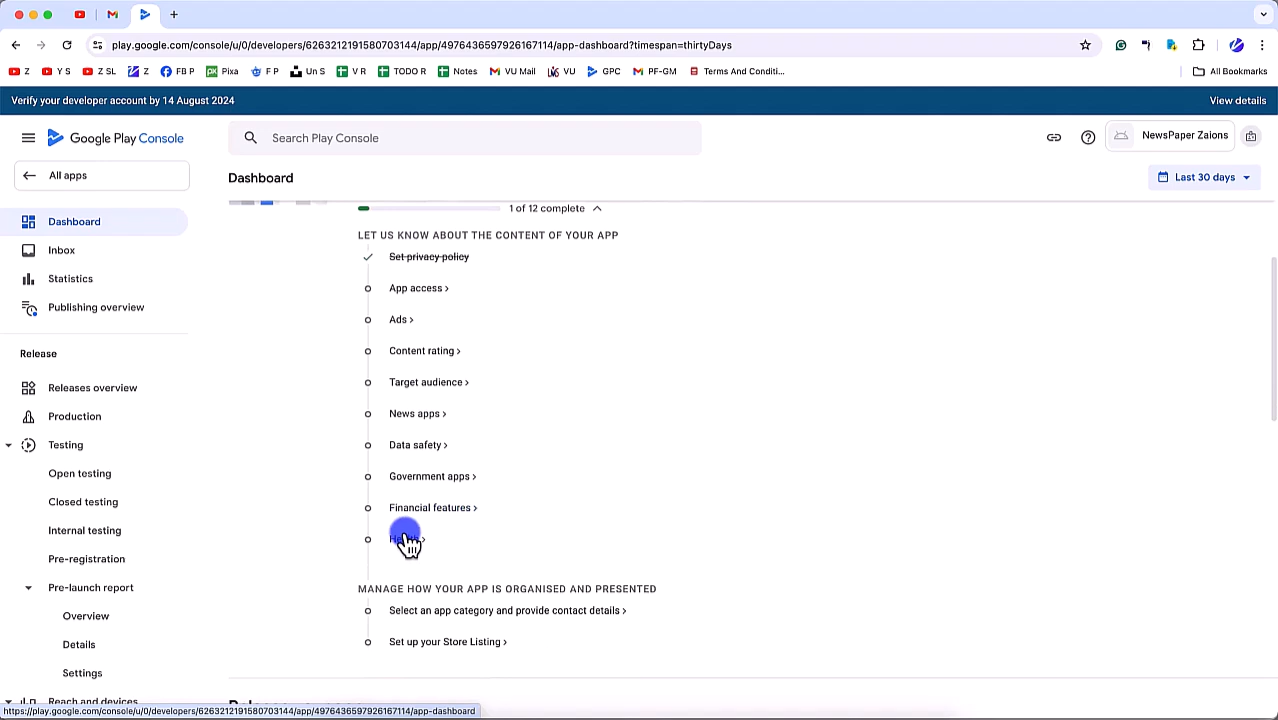 play.google.com/console/u/0/developers/6263212191580703144/app/4976436597926167114/app-dashboard?timespan=thirtyDays
Z
Y S
Z SL
Z
FB P
Pixa
F P
Un S
V R
TODO R
Notes
VU Mail
VU
GPC
PF-GM
Terms And Conditi...
All Bookmarks
Verify your developer account by 14 August 2024
View details
Google Play Console
Search Play Console
NewsPaper Zaions
All apps
Dashboard
Last 30 days
Dashboard
Inbox
Statistics
Publishing overview
Release
Releases overview
Production
Testing
Open testing
Closed testing
Internal testing
Pre-registration
Pre-launch report
Overview
Details
Settings
Reach and devices
1 of 12 complete
LET US KNOW ABOUT THE CONTENT OF YOUR APP
Set privacy policy
App access >
Ads >
Content rating >
Target audience >
News apps >
Data safety >
Government apps >
Financial features >
MANAGE HOW YOUR APP IS ORGANISED AND PRESENTED
Select an app category and provide contact details >
Set up your Store Listing >
https://play.google.com/console/u/0/developers/6263212191580703144/app/4976436597926167114/app-dashboard